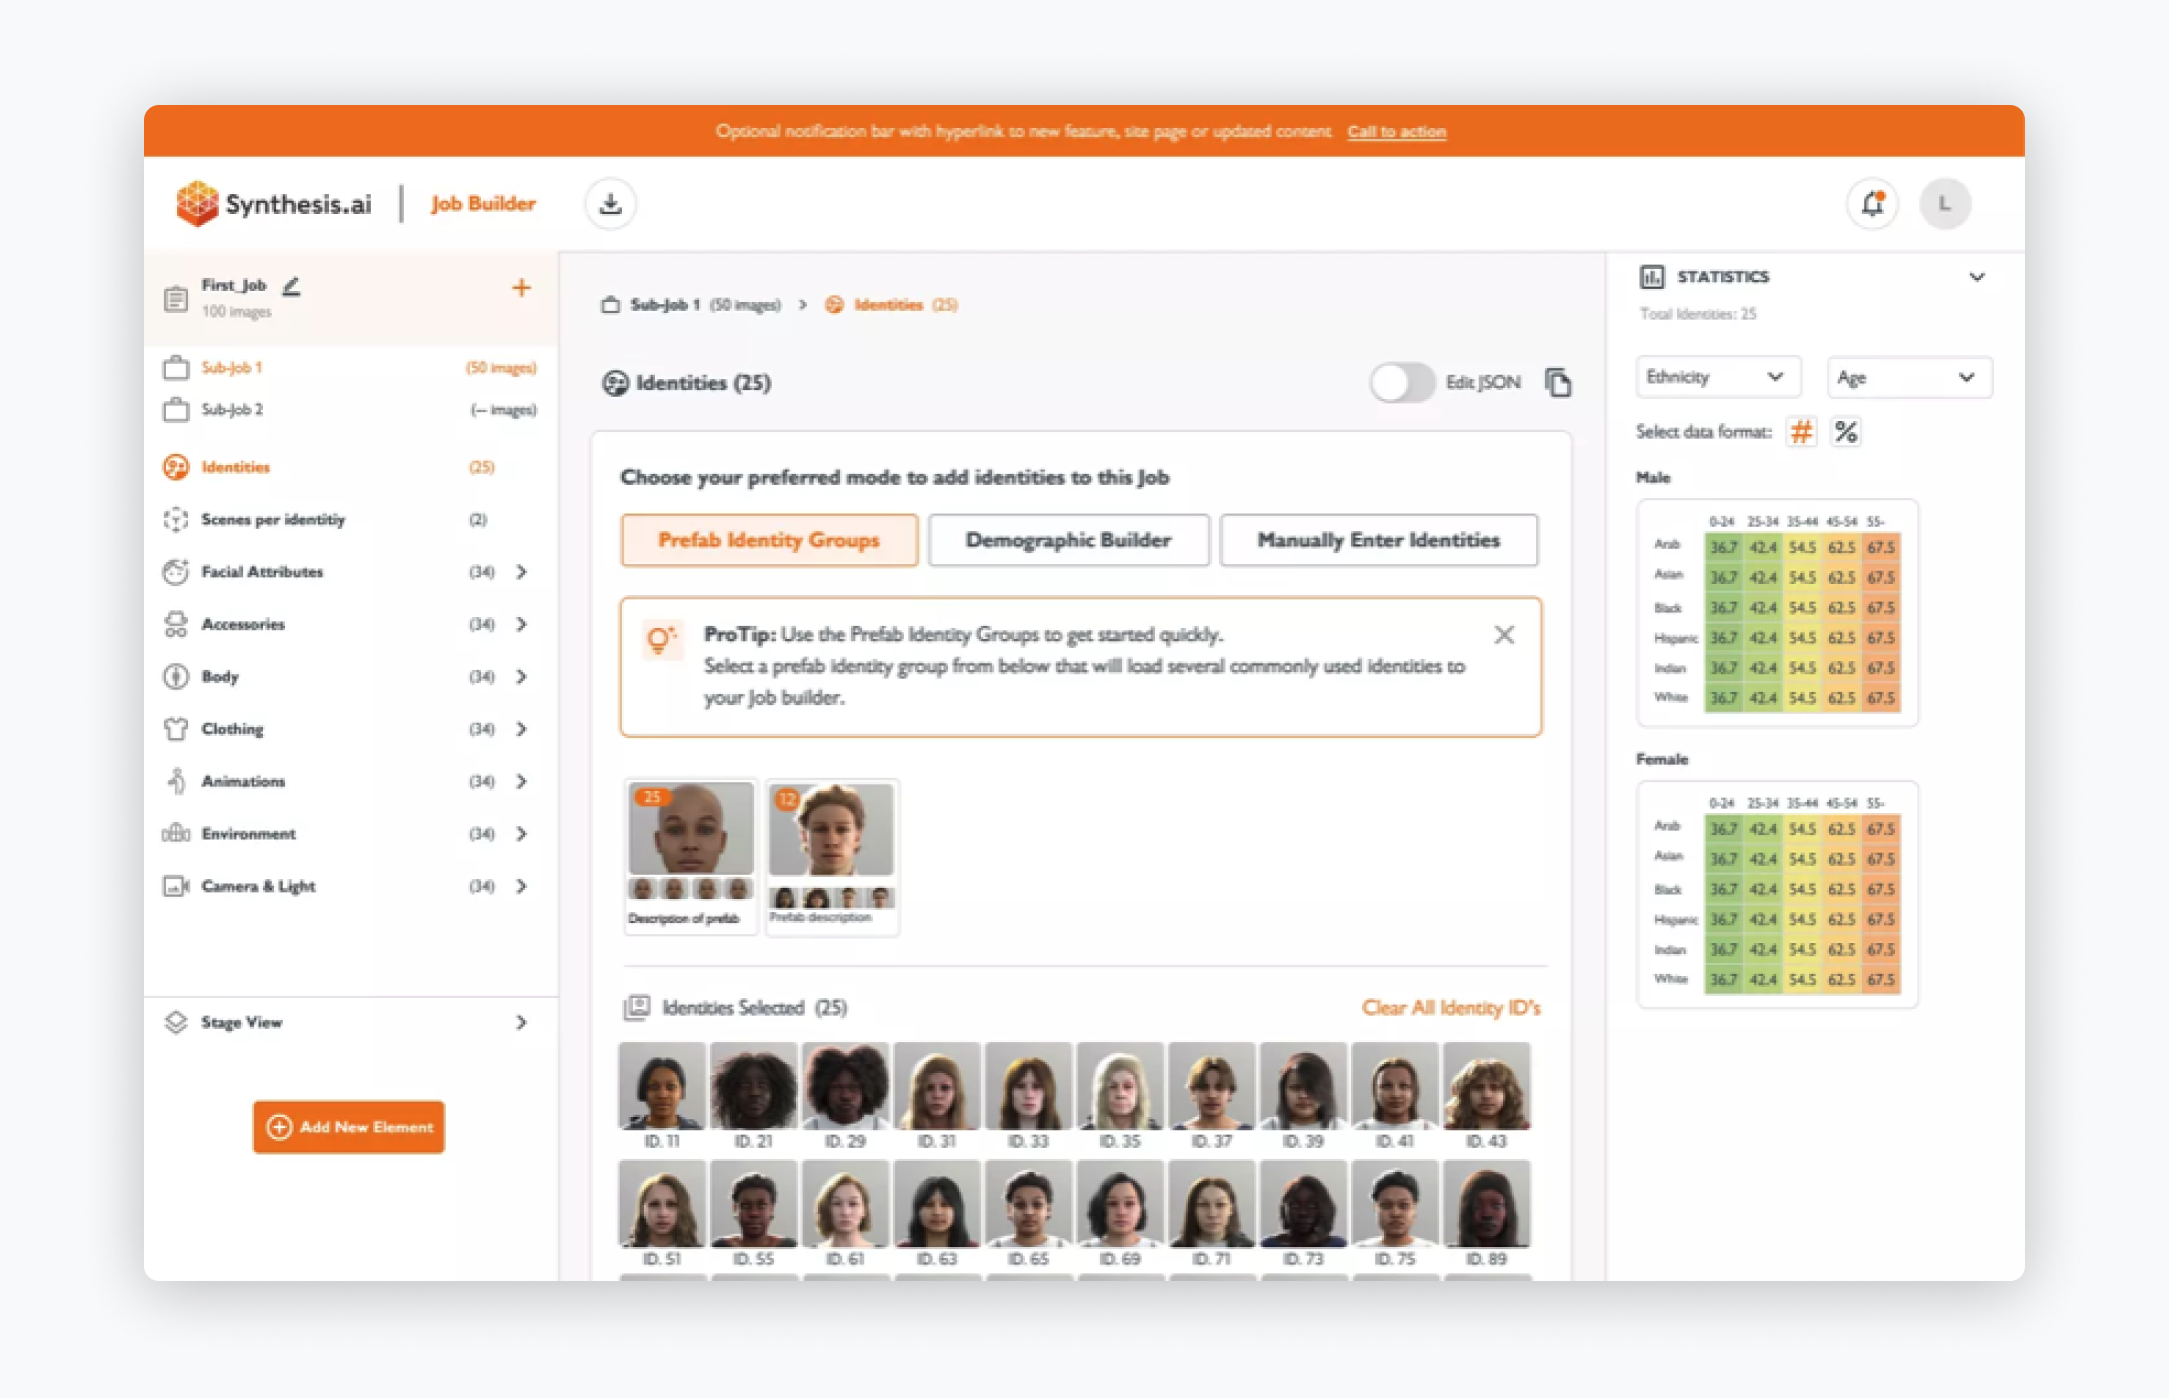 Optional notification bar with hyperlink to new feature, site page or updated content Call to action
Synthesis.ai | Job Builder
L
First_Job
100 images
Sub-Job 1 (50 images)
Sub-Job 2 (-- images)
Identities (25)
Scenes per identitiy (2)
Facial Attributes (34)
Accessories (34)
Body (34)
Clothing (34)
Animations (34)
Environment (34)
Camera & Light (34)
Stage View
Add New Element
Sub-Job 1 (50 images) > Identities (25)
Identities (25)
Edit JSON
Choose your preferred mode to add identities to this Job
Prefab Identity Groups
Demographic Builder
Manually Enter Identities
ProTip: Use the Prefab Identity Groups to get started quickly.
Select a prefab identity group from below that will load several commonly used identities to
your Job builder.
25
Description of prefab
12
Prefab description
Identities Selected (25)
Clear All Identity ID's
ID. 11 ID. 21 ID. 29 ID. 31 ID. 33 ID. 35 ID. 37 ID. 39 ID. 41 ID. 43
ID. 51 ID. 55 ID. 61 ID. 63 ID. 65 ID. 69 ID. 71 ID. 73 ID. 75 ID. 89
STATISTICS
Total Identities: 25
Ethnicity
Age
Select data format: # %
Male
0-24 25-34 35-44 45-54 55-
Arab 36.7 42.4 54.5 62.5 67.5
Asian 36.7 42.4 54.5 62.5 67.5
Black 36.7 42.4 54.5 62.5 67.5
Hispanic 36.7 42.4 54.5 62.5 67.5
Indian 36.7 42.4 54.5 62.5 67.5
White 36.7 42.4 54.5 62.5 67.5
Female
0-24 25-34 35-44 45-54 55-
Arab 36.7 42.4 54.5 62.5 67.5
Asian 36.7 42.4 54.5 62.5 67.5
Black 36.7 42.4 54.5 62.5 67.5
Hispanic 36.7 42.4 54.5 62.5 67.5
Indian 36.7 42.4 54.5 62.5 67.5
White 36.7 42.4 54.5 62.5 67.5